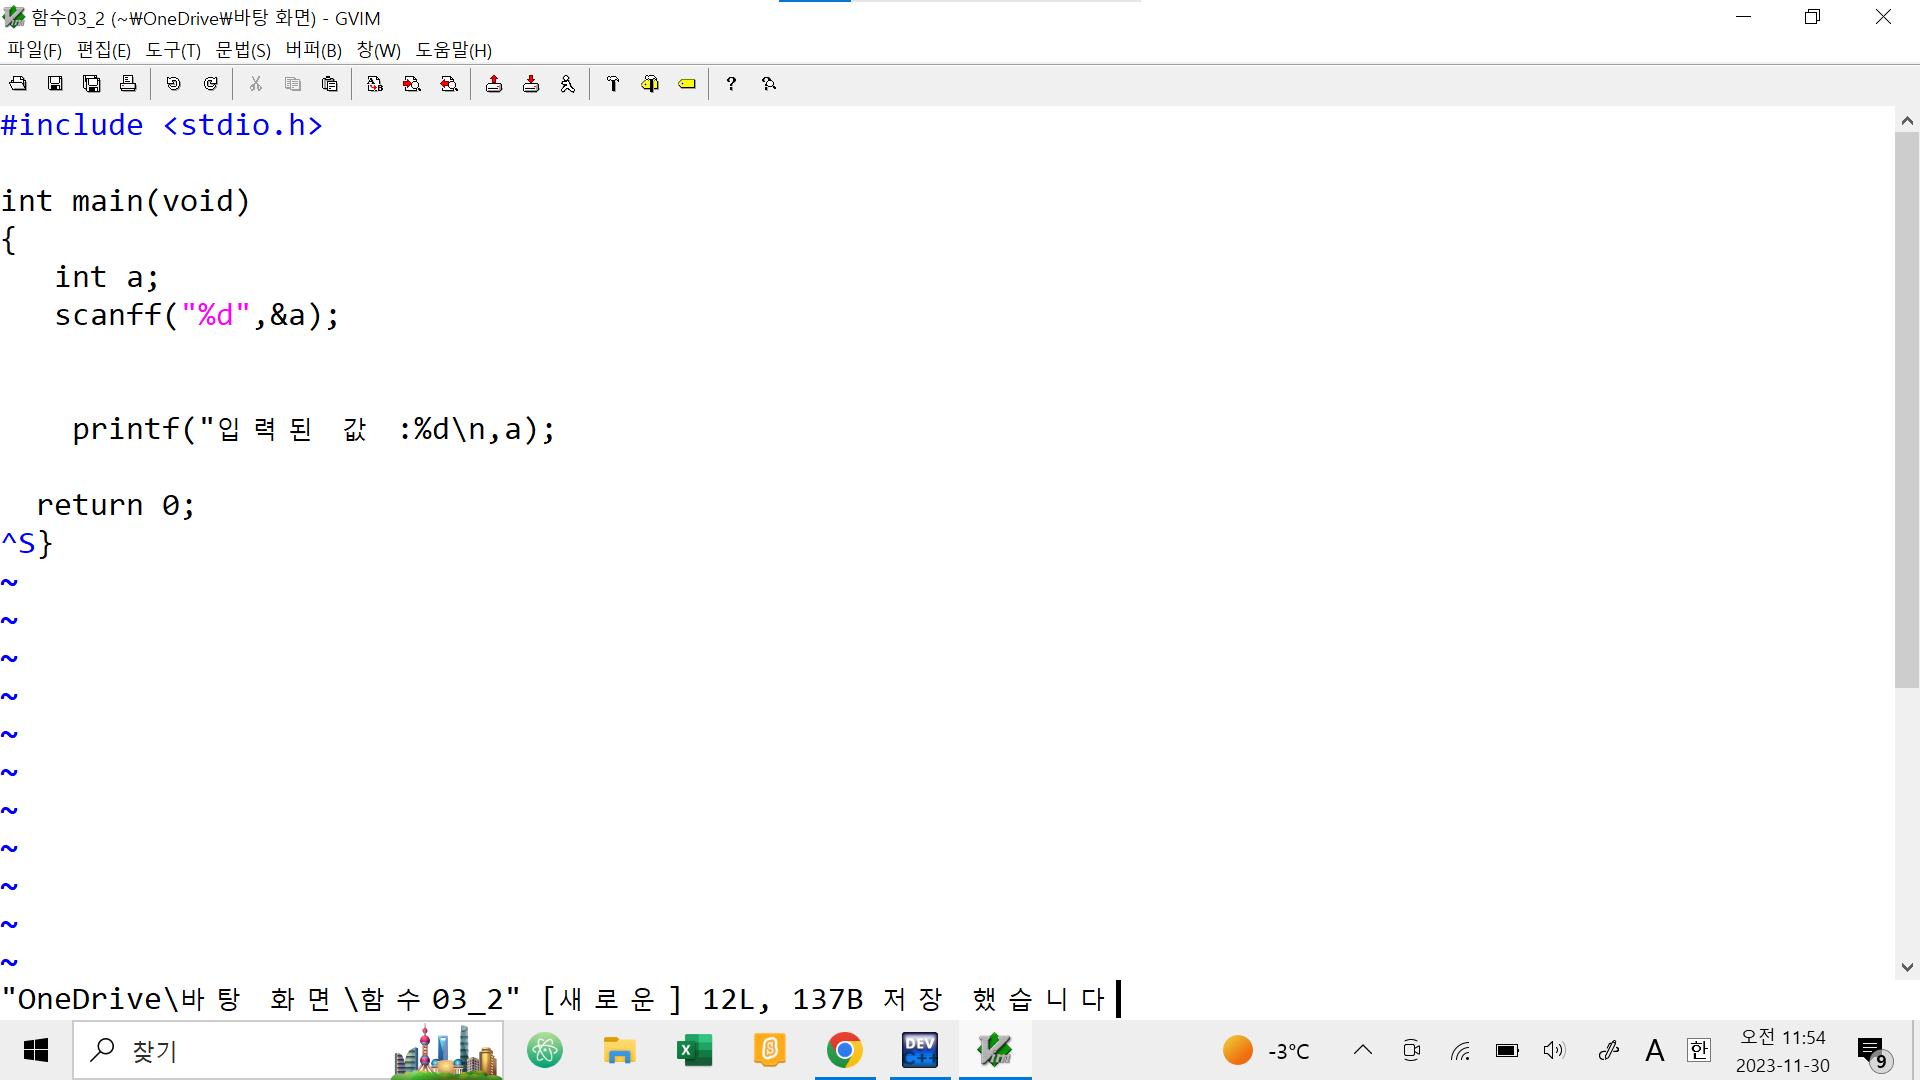 함수03_2 (~₩OneDrive₩바탕 화면) - GVIM
파일(F) 편집(E) 도구(T) 문법(S) 버퍼(B) 창(W) 도움말(H)
#include <stdio.h>
int main(void)
{
   int a;
   scanff("%d",&a);
    printf("입력된 값 :%d\n,a);
  return 0;
^S}
~
~
~
~
~
~
~
~
~
~
~
"OneDrive\바탕 화면\함수03_2" [새로운] 12L, 137B 저장 했습니다
찾기
DEV C++
-3°C
A
한
오전 11:54
2023-11-30
9